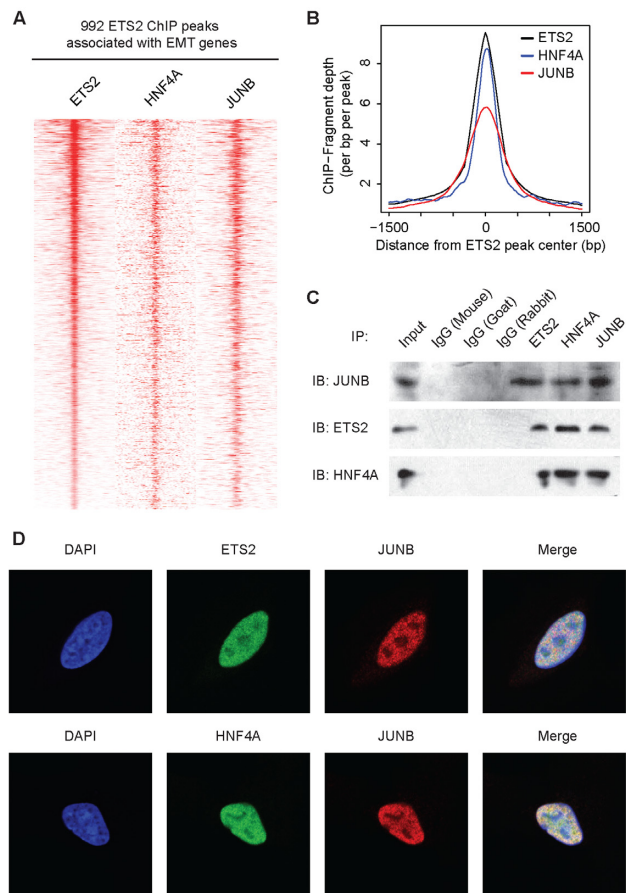 A
992 ETS2 ChIP peaks
associated with EMT genes
ETS2
HNF4A
JUNB
B
ETS2
HNF4A
JUNB
ChIP−Fragment depth
(per bp per peak)
8
6
4
2
−1500
0
1500
Distance from ETS2 peak center (bp)
C
IP:
Input
IgG (Mouse)
IgG (Goat)
IgG (Rabbit)
ETS2
HNF4A
JUNB
IB: JUNB
IB: ETS2
IB: HNF4A
D
DAPI
ETS2
JUNB
Merge
DAPI
HNF4A
JUNB
Merge